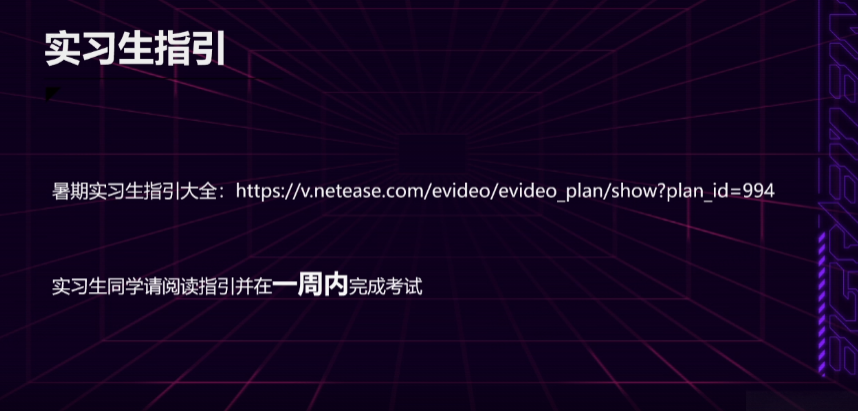 实习生指引
暑期实习生指引大全：https://v.netease.com/evideo/evideo_plan/show?plan_id=994
实习生同学请阅读指引并在一周内完成考试